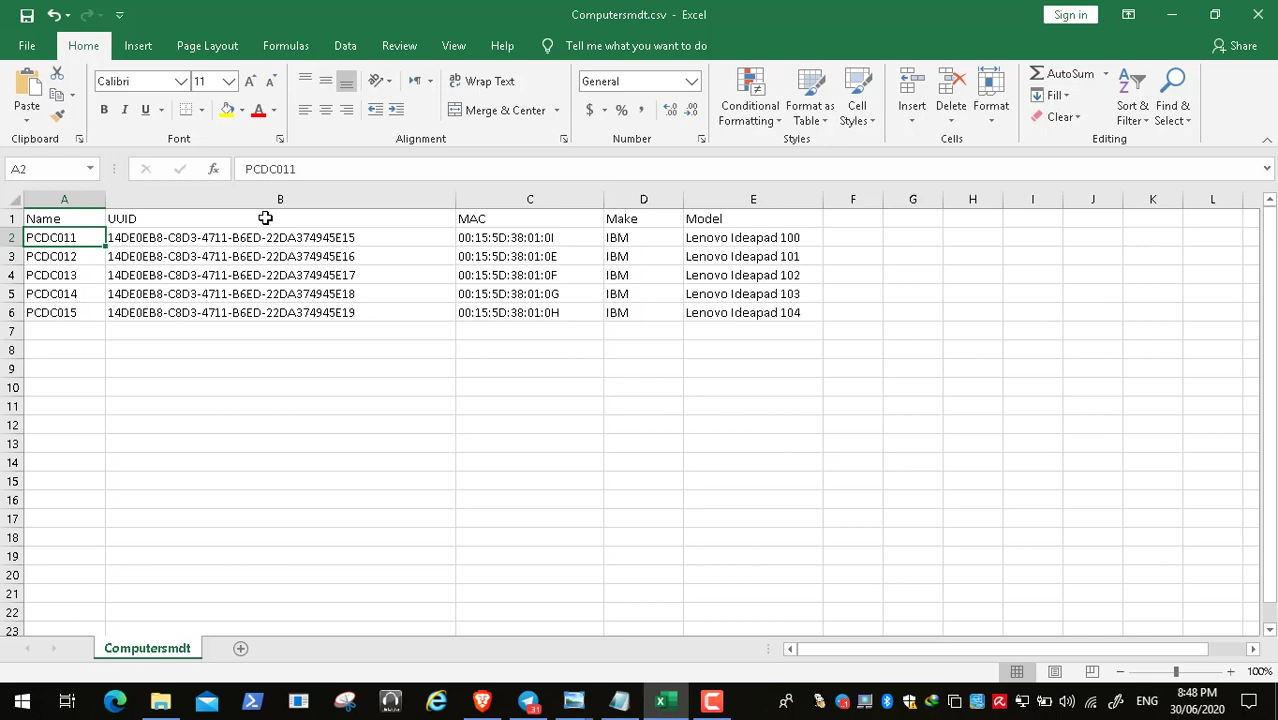 Computersmdt.csv - Excel
Sign in
File Home Insert Page Layout Formulas Data Review View Help Tell me what you want to do Share
Paste
Calibri 11
B I U A
Wrap Text
Merge & Center
General
$ % ,
Conditional Formatting
Format as Table
Cell Styles
Insert
Delete
Format
AutoSum
Fill
Clear
Sort & Filter
Find & Select
Clipboard Font Alignment Number Styles Cells Editing
A2 fx PCDC011
A B C D E F G H I J K L
1 Name UUID MAC Make Model
2 PCDC011 14DE0EB8-C8D3-4711-B6ED-22DA374945E15 00:15:5D:38:01:0I IBM Lenovo Ideapad 100
3 PCDC012 14DE0EB8-C8D3-4711-B6ED-22DA374945E16 00:15:5D:38:01:0E IBM Lenovo Ideapad 101
4 PCDC013 14DE0EB8-C8D3-4711-B6ED-22DA374945E17 00:15:5D:38:01:0F IBM Lenovo Ideapad 102
5 PCDC014 14DE0EB8-C8D3-4711-B6ED-22DA374945E18 00:15:5D:38:01:0G IBM Lenovo Ideapad 103
6 PCDC015 14DE0EB8-C8D3-4711-B6ED-22DA374945E19 00:15:5D:38:01:0H IBM Lenovo Ideapad 104
7
8
9
10
11
12
13
14
15
16
17
18
19
20
21
22
23
Computersmdt
100%
31
ENG
8:48 PM
30/06/2020